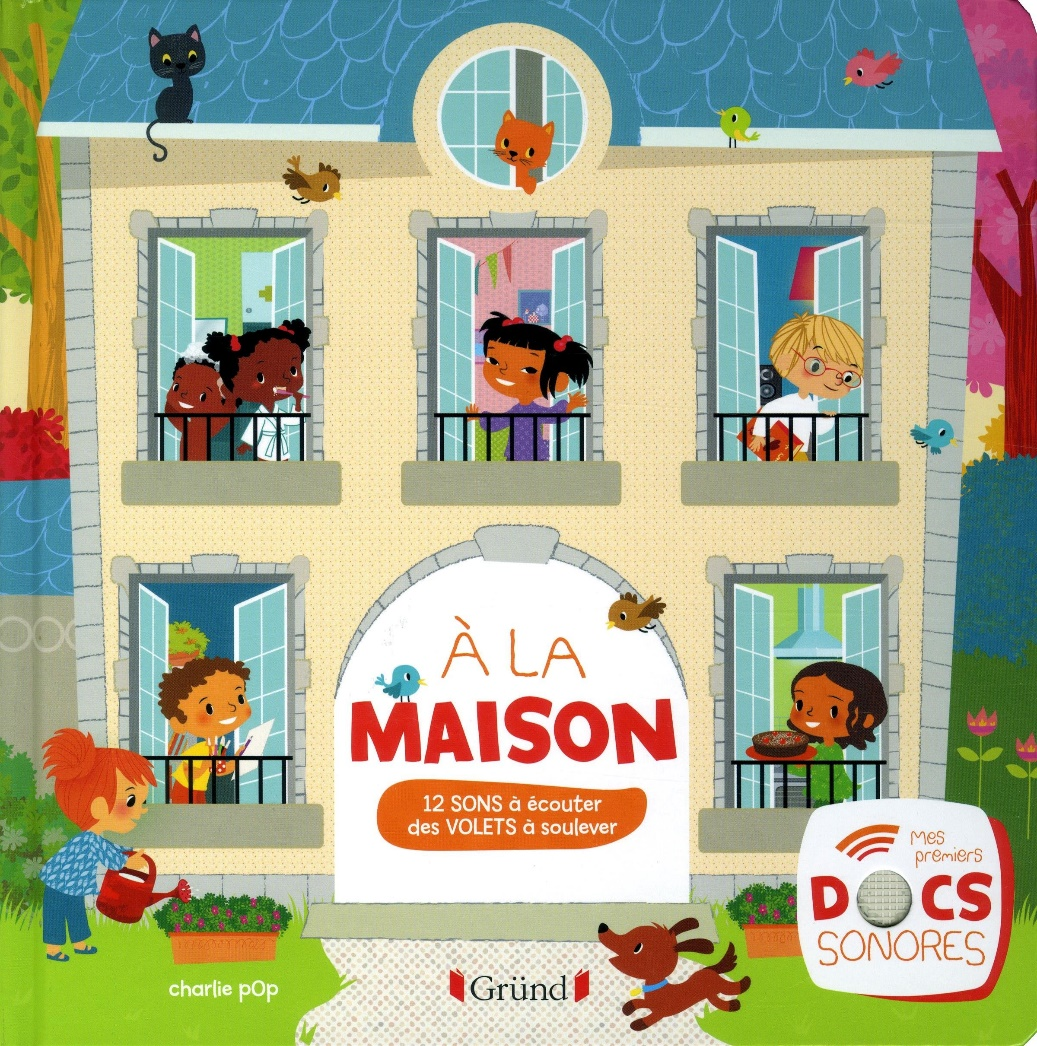 À LA
MAISON
12 SONS à écouter
des VOLETS à soulever
Mes
premiers
DOCS
SONORES
charlie pOp
Gründ